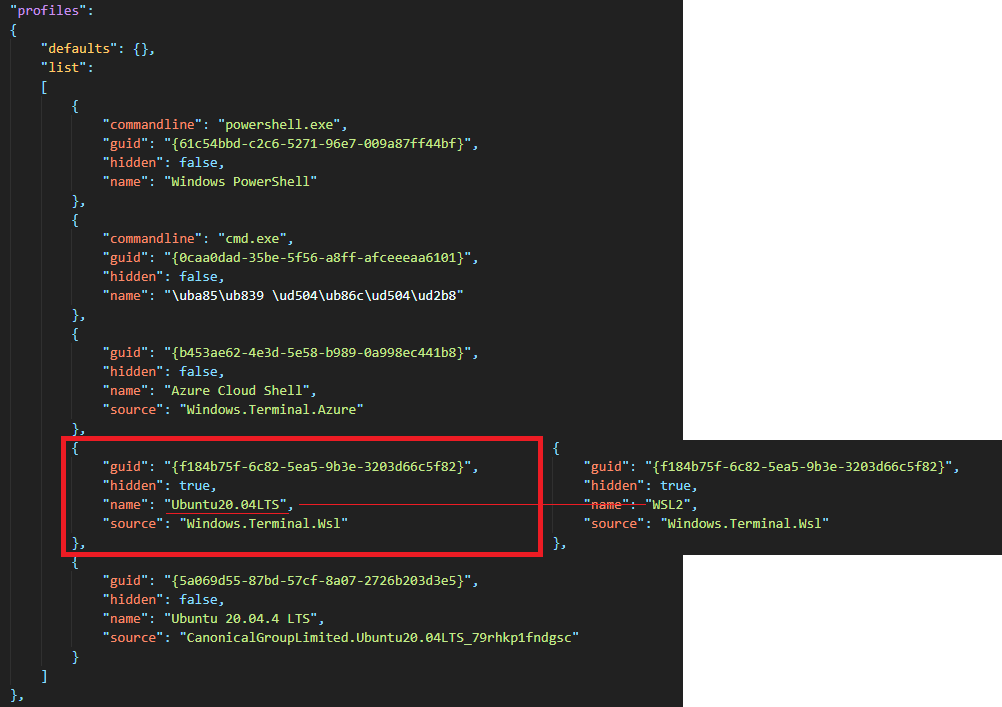 "profiles":
{
"defaults": {},
"list":
[
{
"commandline": "powershell.exe",
"guid": "{61c54bbd-c2c6-5271-96e7-009a87ff44bf}",
"hidden": false,
"name": "Windows PowerShell"
},
{
"commandline": "cmd.exe",
"guid": "{0caa0dad-35be-5f56-a8ff-afceeeaa6101}",
"hidden": false,
"name": "\uba85\ub839 \ud504\ub86c\ud504\ud2b8"
},
{
"guid": "{b453ae62-4e3d-5e58-b989-0a998ec441b8}",
"hidden": false,
"name": "Azure Cloud Shell",
"source": "Windows.Terminal.Azure"
},
{
"guid": "{f184b75f-6c82-5ea5-9b3e-3203d66c5f82}",
"hidden": true,
"name": "Ubuntu20.04LTS",
"source": "Windows.Terminal.Wsl"
},
{
"guid": "{f184b75f-6c82-5ea5-9b3e-3203d66c5f82}",
"hidden": true,
"name": "WSL2",
"source": "Windows.Terminal.Wsl"
},
{
"guid": "{5a069d55-87bd-57cf-8a07-2726b203d3e5}",
"hidden": false,
"name": "Ubuntu 20.04.4 LTS",
"source": "CanonicalGroupLimited.Ubuntu20.04LTS_79rhkp1fndgsc"
}
]
},